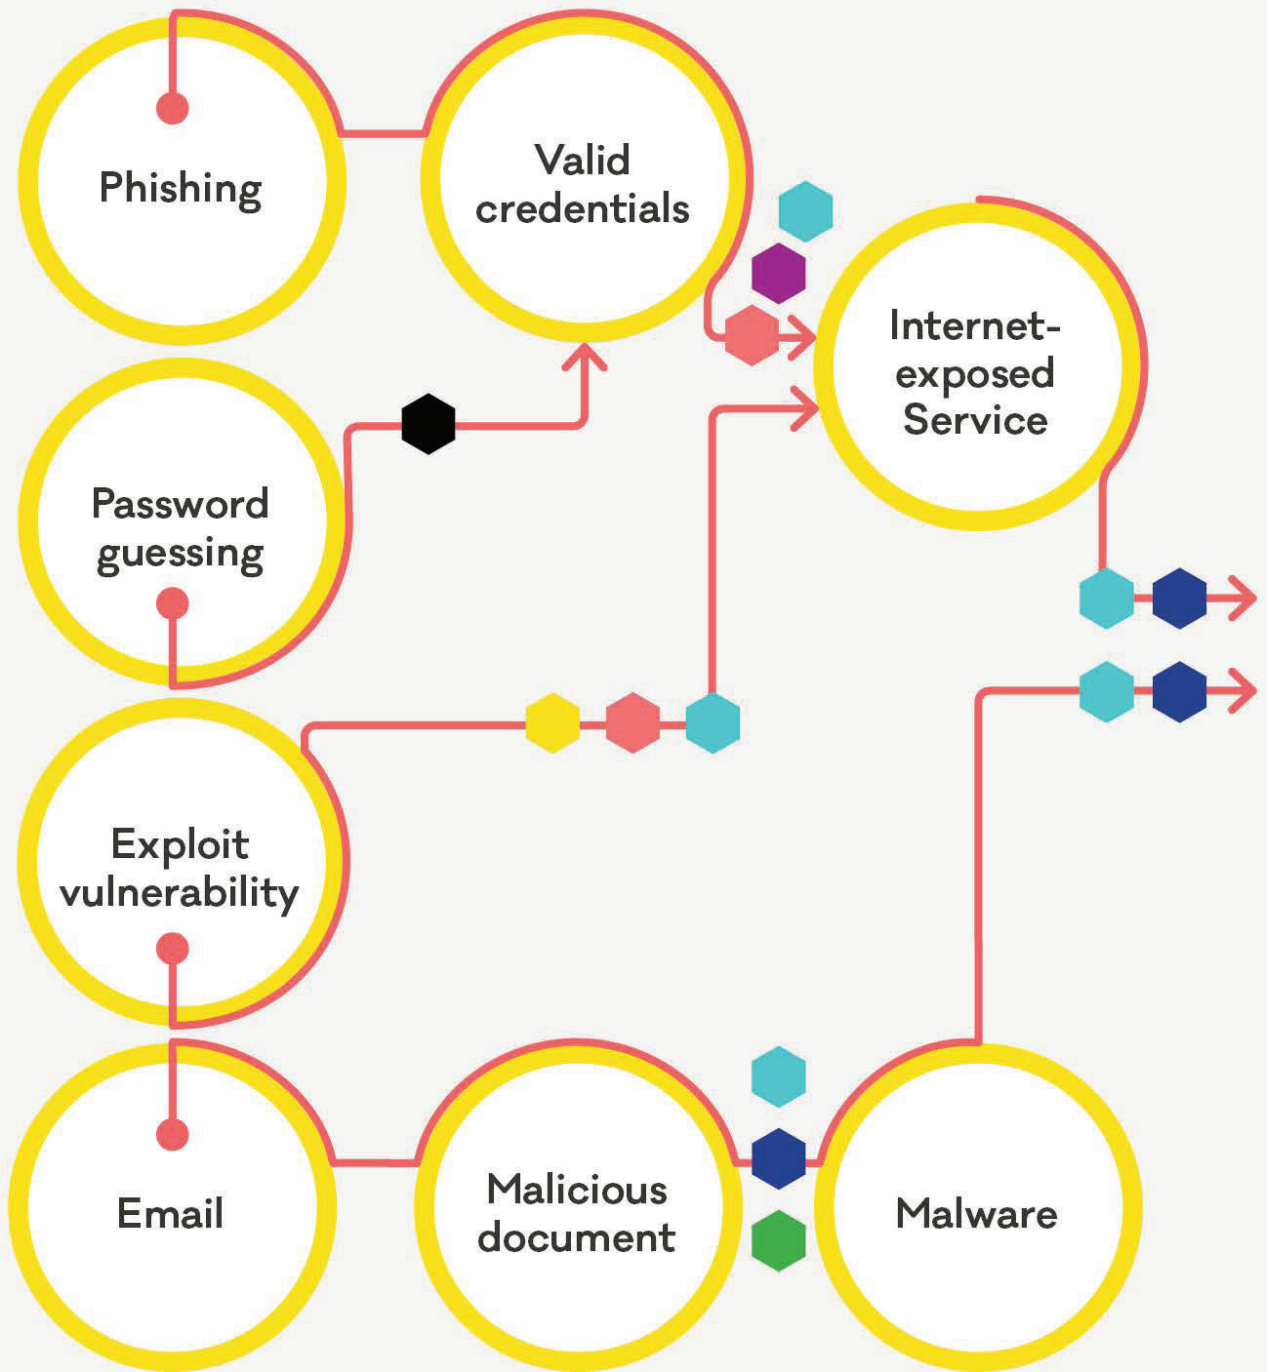 Phishing
Valid
credentials
Internet-
exposed
Service
Password
guessing
Exploit
vulnerability
Email
Malicious
document
Malware